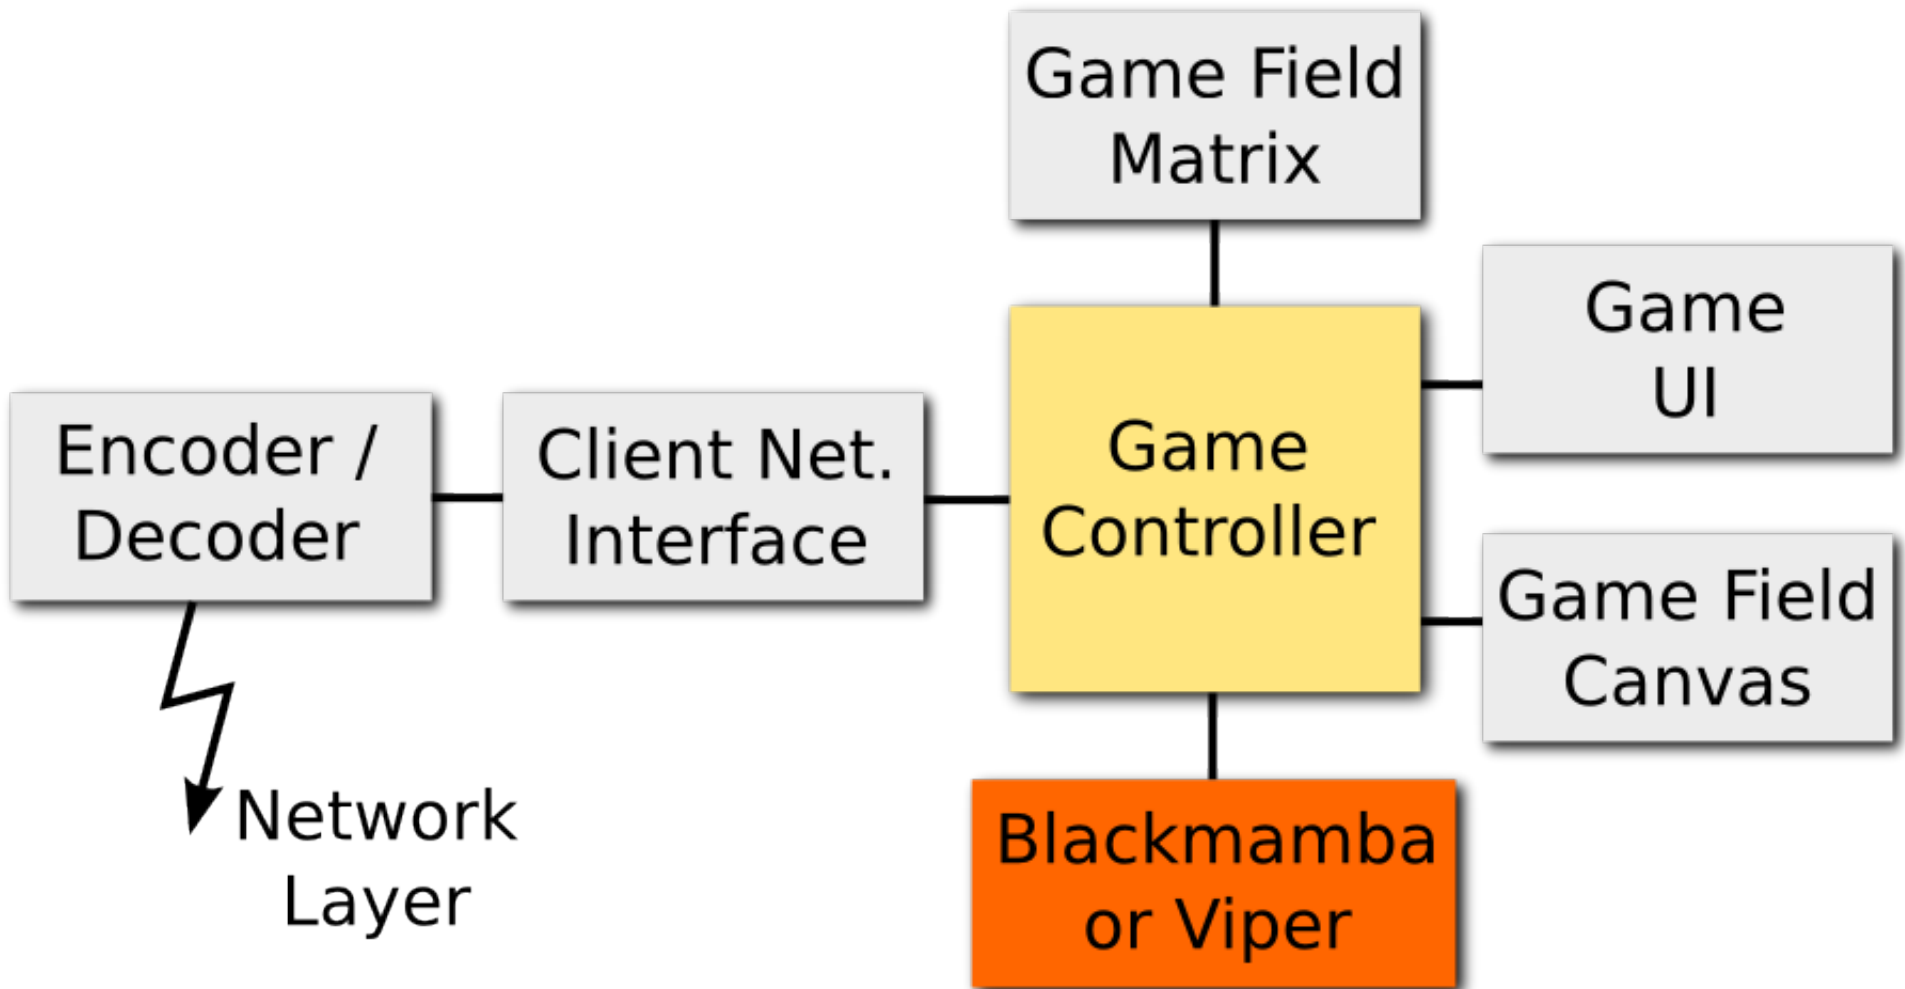 Game Field
Matrix
Game
UI
Encoder /
Decoder
Client Net.
Interface
Game
Controller
Game Field
Canvas
Network
Layer
Blackmamba
or Viper